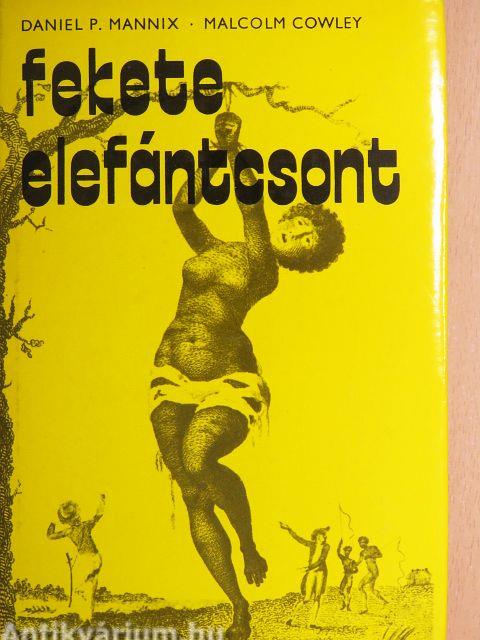 DANIEL P. MANNIX · MALCOLM COWLEY
fekete
elefántcsont
Antikvárium.hu